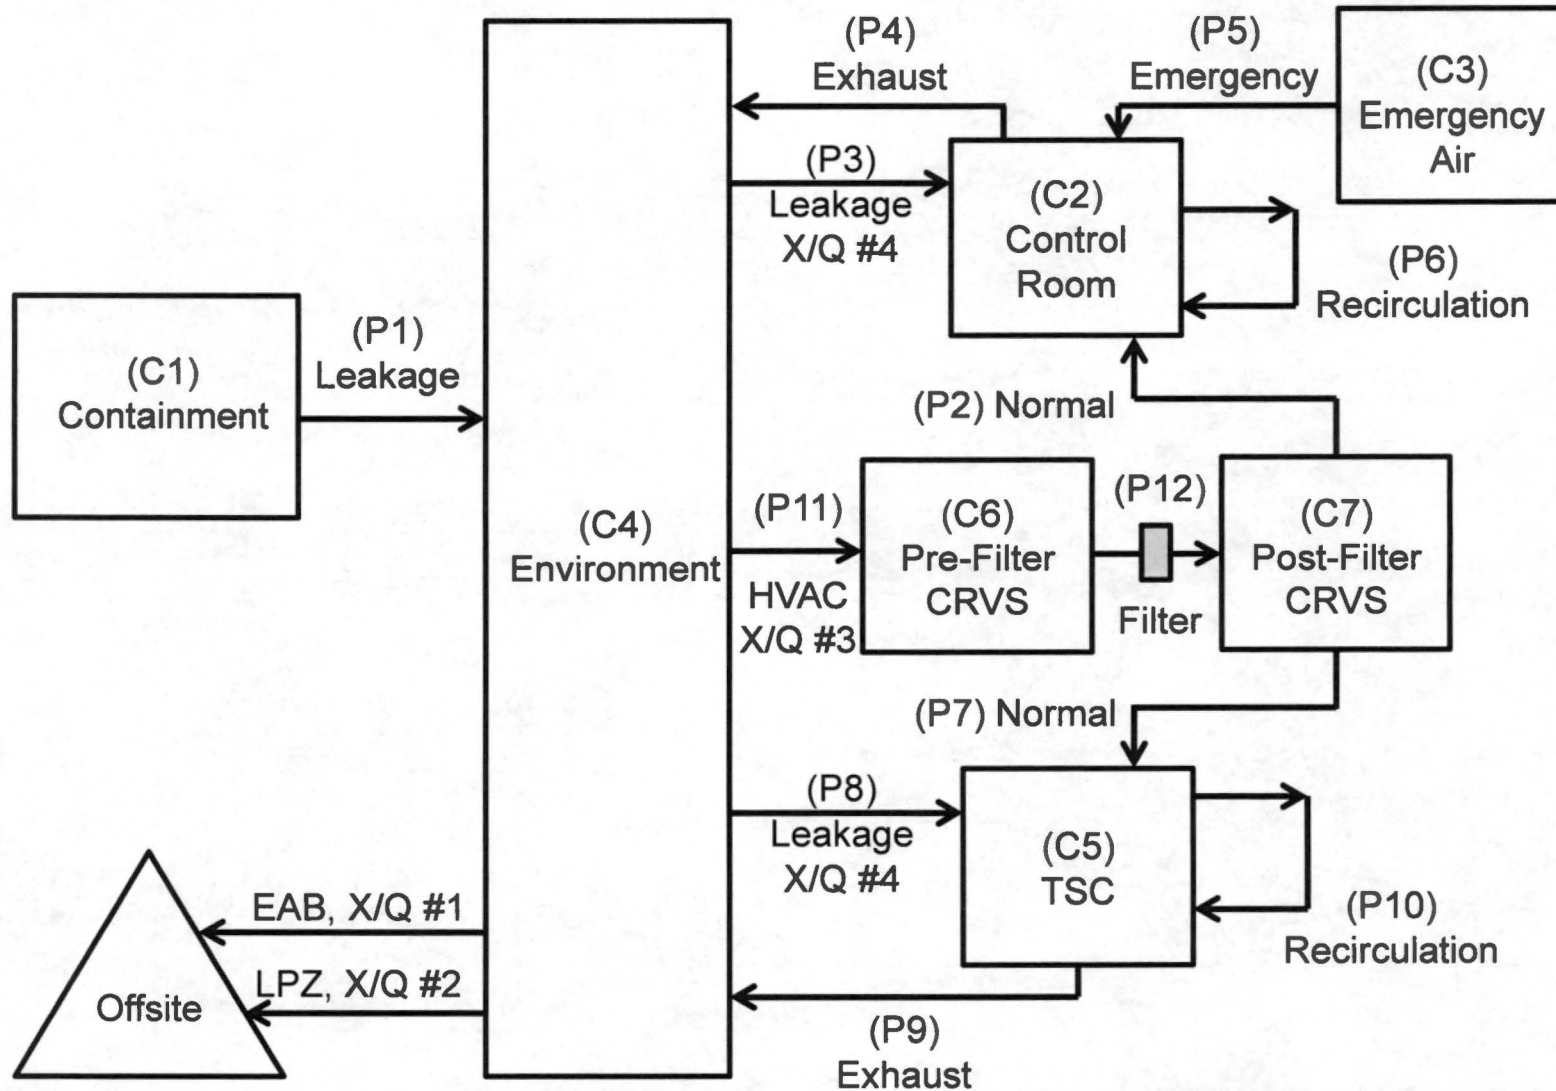 (P4)
Exhaust
(P5)
Emergency
(C3)
Emergency
Air
(P3)
Leakage
X/Q #4
(C2)
Control
Room
(P6)
Recirculation
(P1)
Leakage
(C1)
Containment
(P2) Normal
(C4)
Environment
(P11)
HVAC
X/Q #3
(C6)
Pre-Filter
CRVS
(P12)
Filter
(C7)
Post-Filter
CRVS
(P7) Normal
(P8)
Leakage
X/Q #4
(C5)
TSC
(P10)
Recirculation
EAB, X/Q #1
LPZ, X/Q #2
Offsite
(P9)
Exhaust